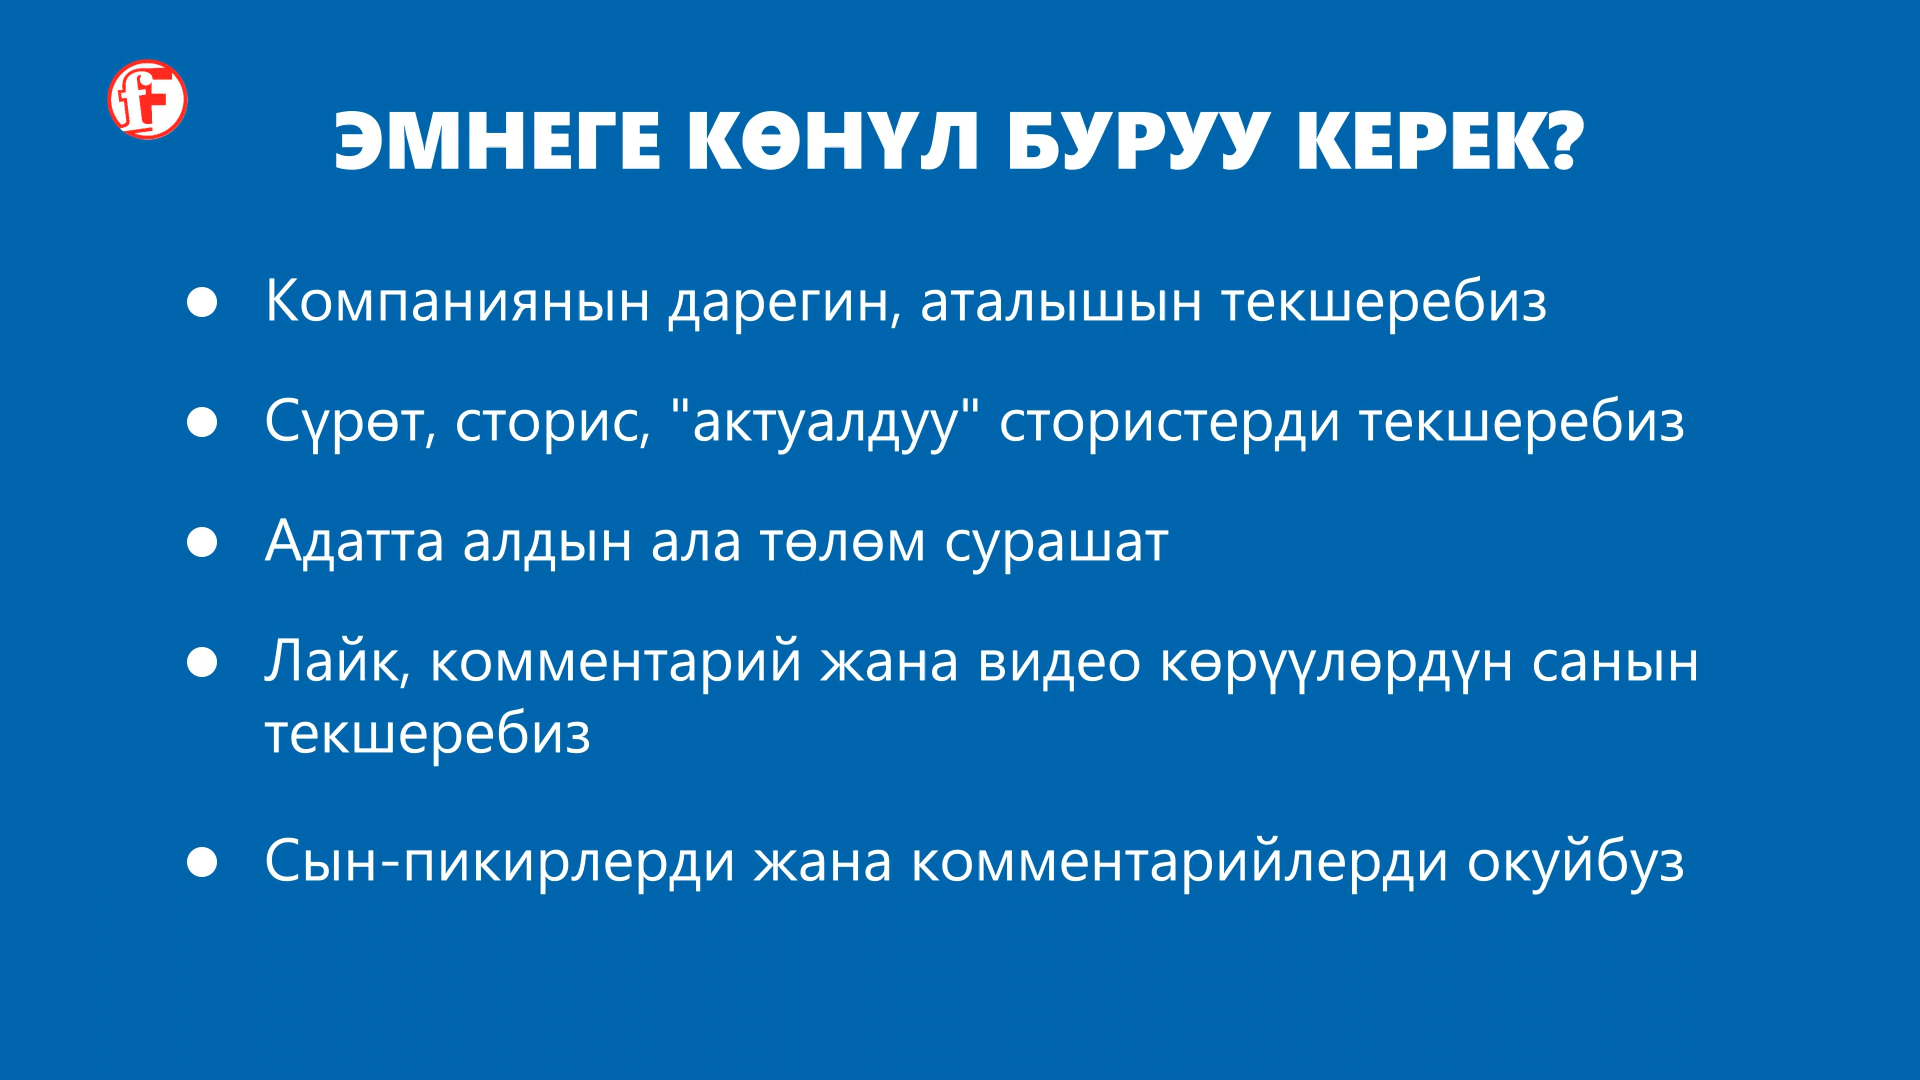 ЭМНЕГЕ КӨНҮЛ БУРУУ КЕРЕК?
● Компаниянын дарегин, аталышын текшеребиз
● Сүрөт, сторис, "актуалдуу" стористерди текшеребиз
● Адатта алдын ала төлөм сурашат
● Лайк, комментарий жана видео көрүүлөрдүн санын
текшеребиз
● Сын-пикирлерди жана комментарийлерди окуйбуз